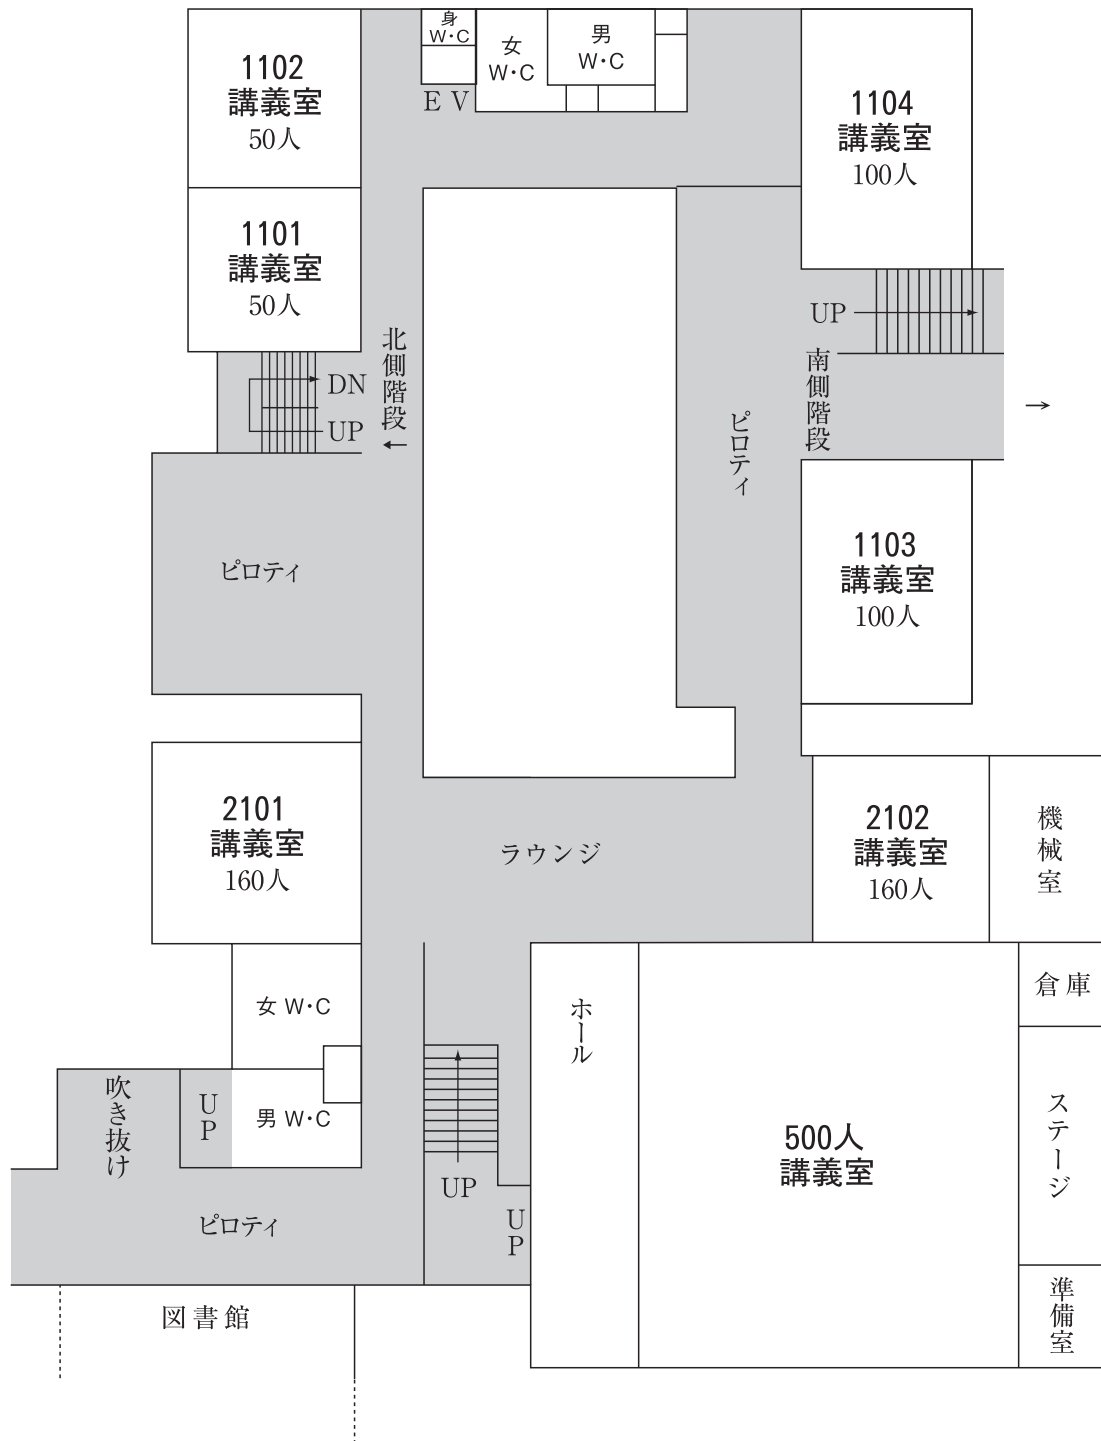 1102
講義室
50人
身
W・C
EV
女
W・C
男
W・C
1104
講義室
100人
1101
講義室
50人
DN
UP
北側階段
←
UP
南側階段
→
ピロティ
ピロティ
1103
講義室
100人
2101
講義室
160人
ラウンジ
2102
講義室
160人
機械室
女 W・C
男 W・C
吹き抜け
UP
ピロティ
UP
UP
ホール
500人
講義室
倉庫
ステージ
準備室
図書館